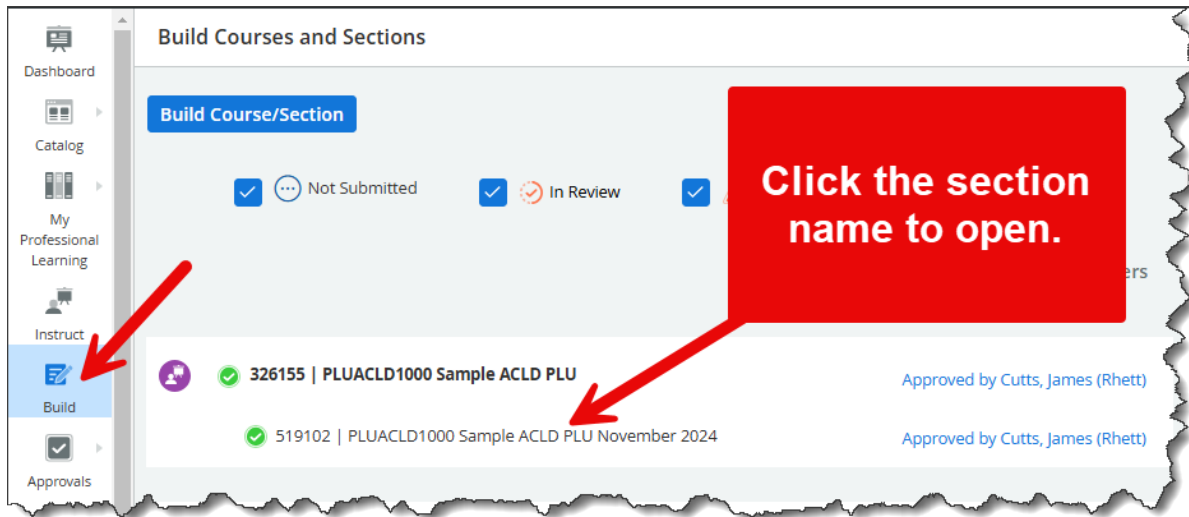 Dashboard
Catalog
My
Professional
Learning
Instruct
Build
Approvals
Build Courses and Sections
Build Course/Section
Not Submitted
In Review
Click the section
name to open.
326155 | PLUACLD1000 Sample ACLD PLU
Approved by Cutts, James (Rhett)
519102 | PLUACLD1000 Sample ACLD PLU November 2024
Approved by Cutts, James (Rhett)